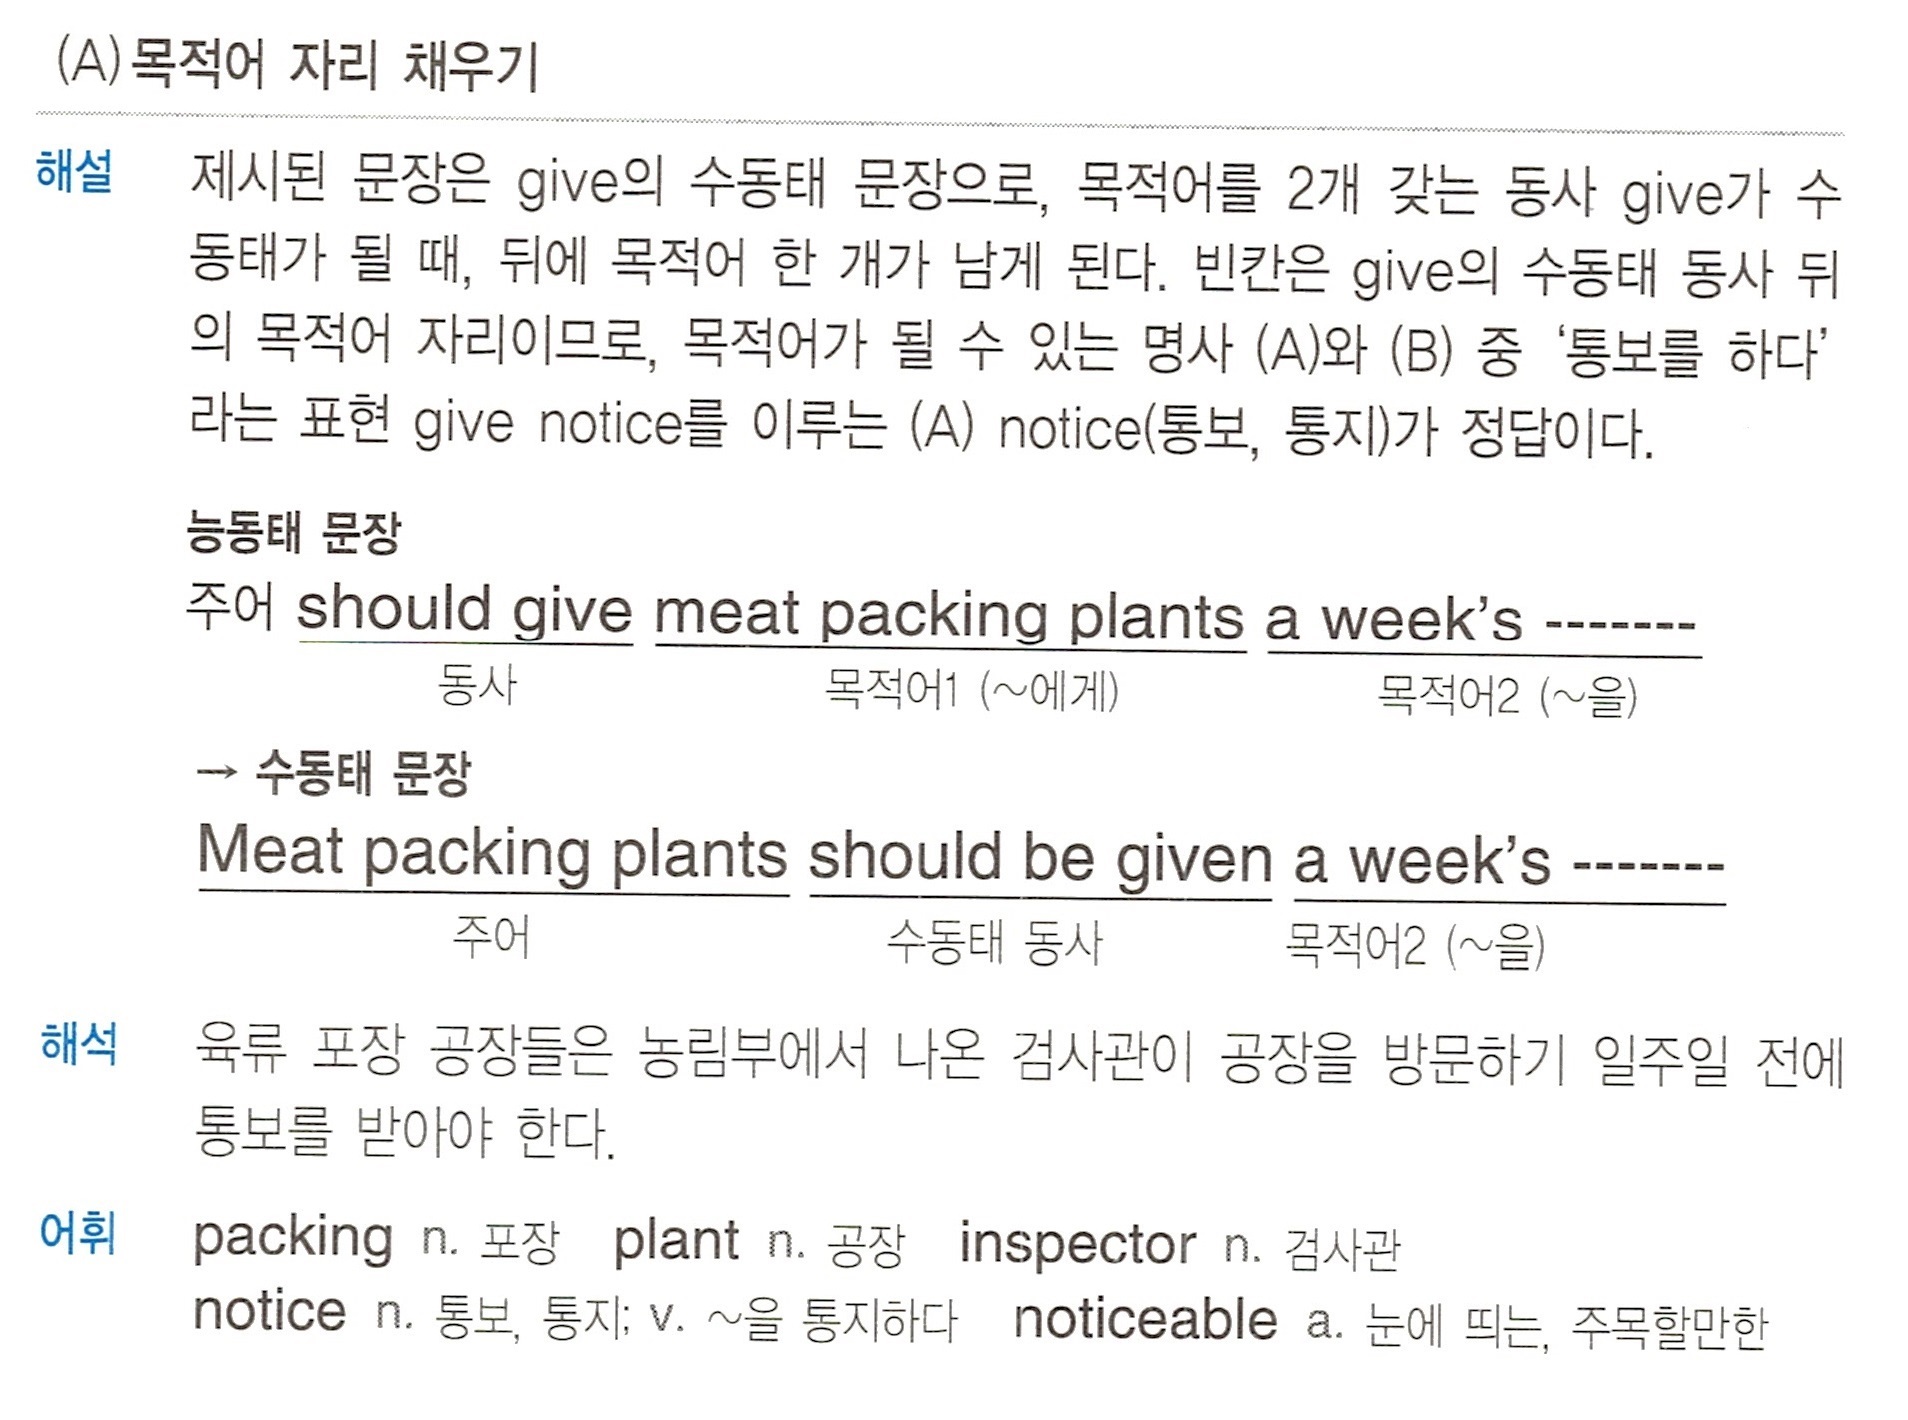 (A) 목적어 자리 채우기
해설 제시된 문장은 give의 수동태 문장으로, 목적어를 2개 갖는 동사 give가 수
동태가 될 때, 뒤에 목적어 한 개가 남게 된다. 빈칸은 give의 수동태 동사 뒤
의 목적어 자리이므로, 목적어가 될 수 있는 명사 (A)와 (B) 중 ‘통보를 하다’
라는 표현 give notice를 이루는 (A) notice(통보, 통지)가 정답이다.
능동태 문장
주어 should give meat packing plants a week’s -------
동사 목적어1 (~에게) 목적어2 (~을)
→ 수동태 문장
Meat packing plants should be given a week’s -------
주어 수동태 동사 목적어2 (~을)
해석 육류 포장 공장들은 농림부에서 나온 검사관이 공장을 방문하기 일주일 전에
통보를 받아야 한다.
어휘 packing n. 포장 plant n. 공장 inspector n. 검사관
notice n. 통보, 통지; v. ~을 통지하다 noticeable a. 눈에 띄는, 주목할만한